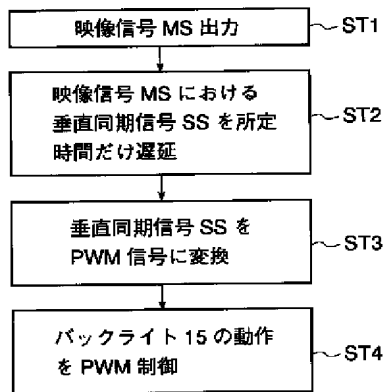 映像信号 MS 出力
ST1
映像信号 MS における
垂直同期信号 SS を所定
時間だけ遅延
ST2
垂直同期信号 SS を
PWM 信号に変換
ST3
バックライト 15 の動作
を PWM 制御
ST4